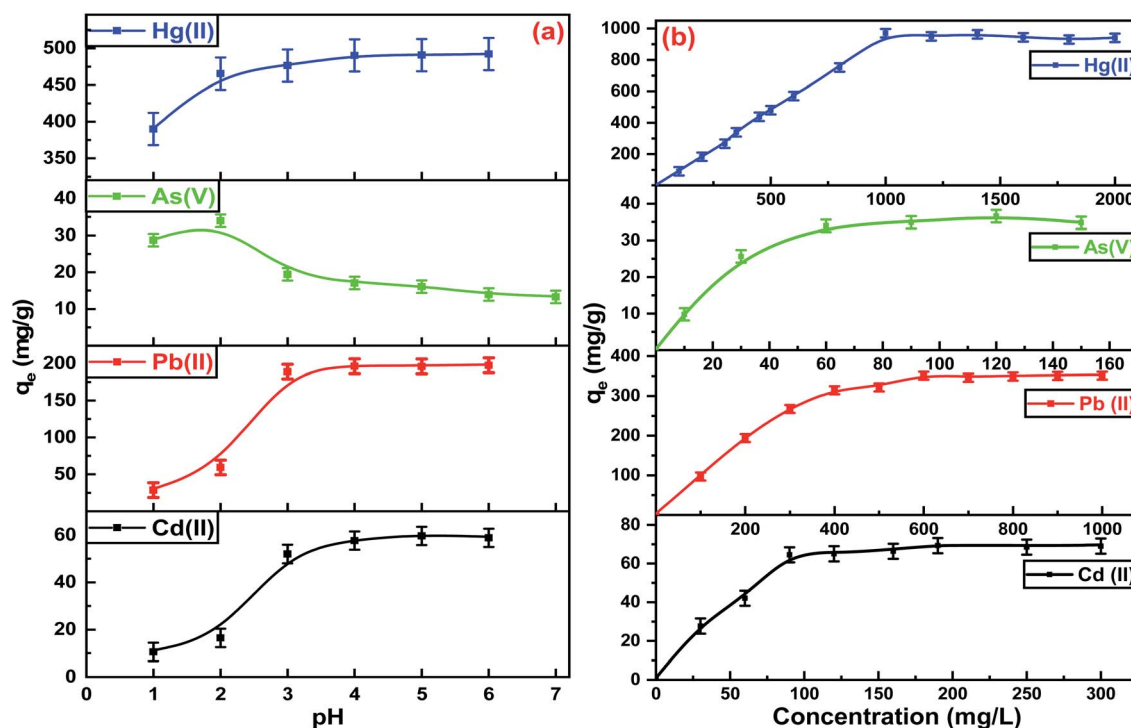 Hg(II)
(a)
500
450
400
350
As(V)
40
30
20
10
Pb(II)
200
150
100
50
Cd(II)
60
40
20
0
0 1 2 3 4 5 6 7
pH
qe (mg/g)
(b)
1000
800
600
400
200
Hg(II)
500 1000 1500 2000
40
30
20
10
As(V)
20 40 60 80 100 120 140 160
400
300
200
100
Pb (II)
200 400 600 800 1000
80
60
40
20
0
Cd (II)
0 50 100 150 200 250 300
Concentration (mg/L)
qe (mg/g)